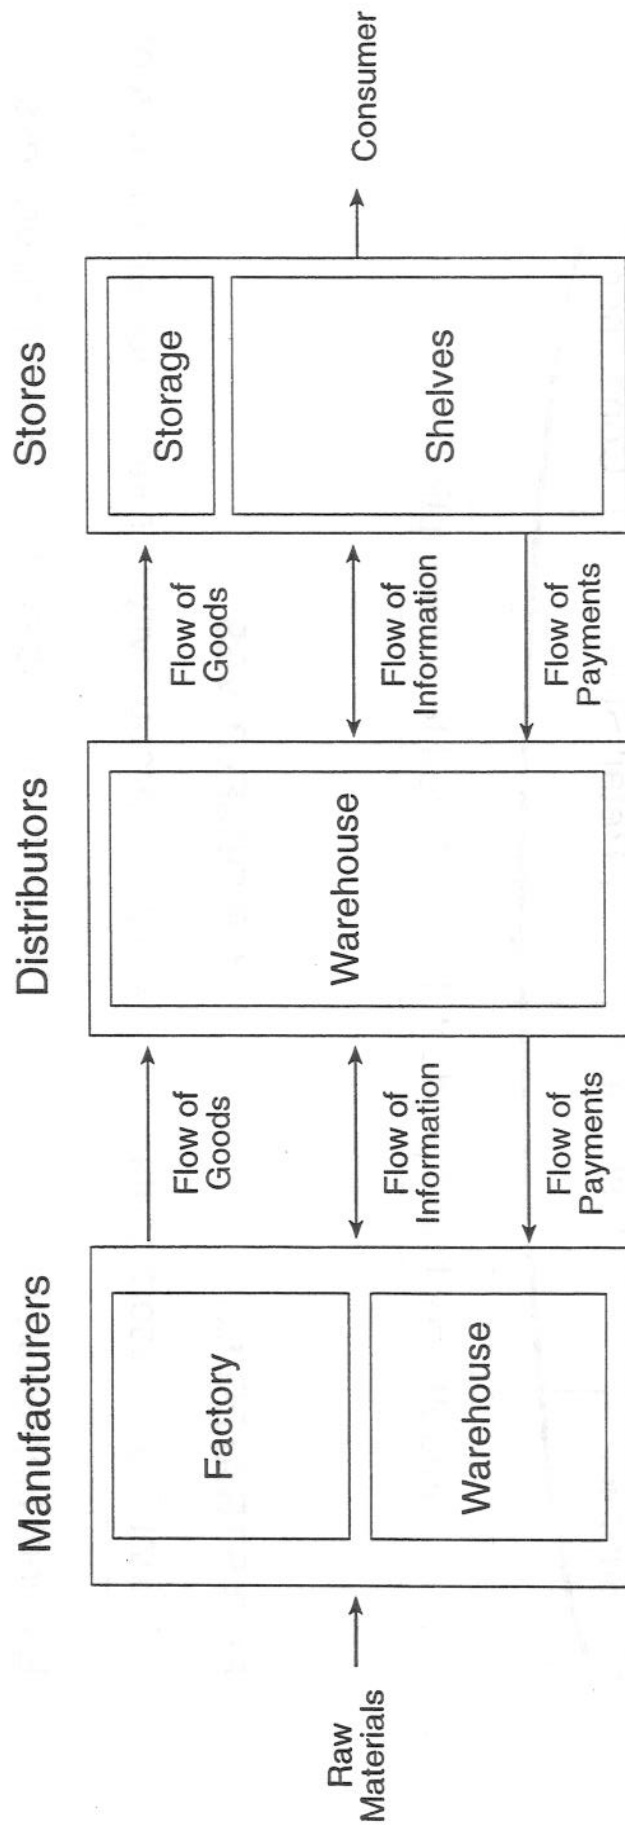 Manufacturers
Distributors
Stores
Raw
Materials
Factory
Warehouse
Flow of
Goods
Flow of
Information
Flow of
Payments
Warehouse
Flow of
Goods
Flow of
Information
Flow of
Payments
Storage
Shelves
Consumer